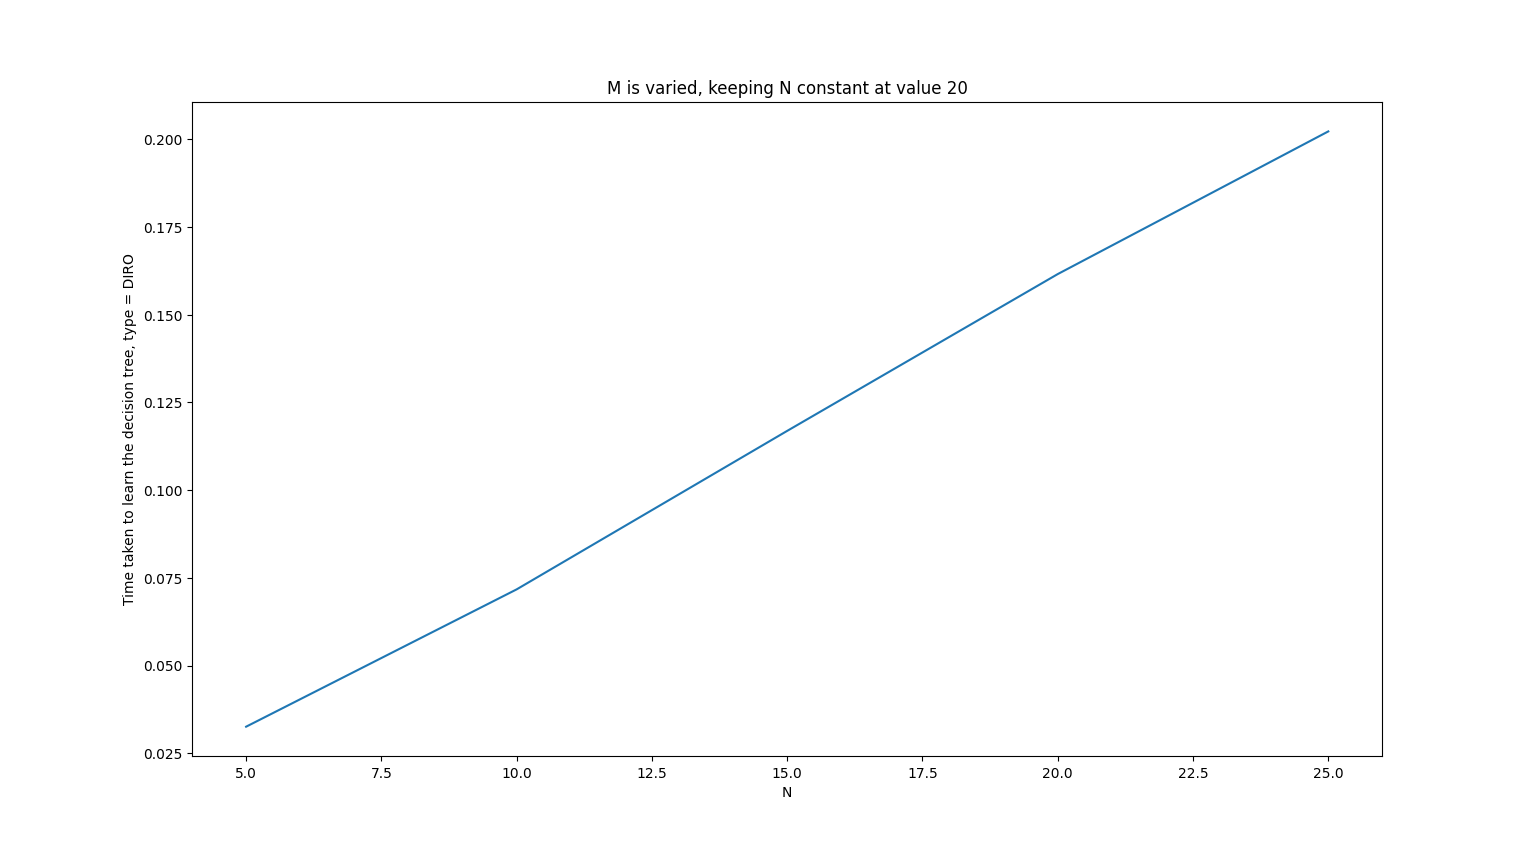 M is varied, keeping N constant at value 20
Time taken to learn the decision tree, type = DIRO
0.200
0.175
0.150
0.125
0.100
0.075
0.050
0.025
5.0 7.5 10.0 12.5 15.0 17.5 20.0 22.5 25.0
N